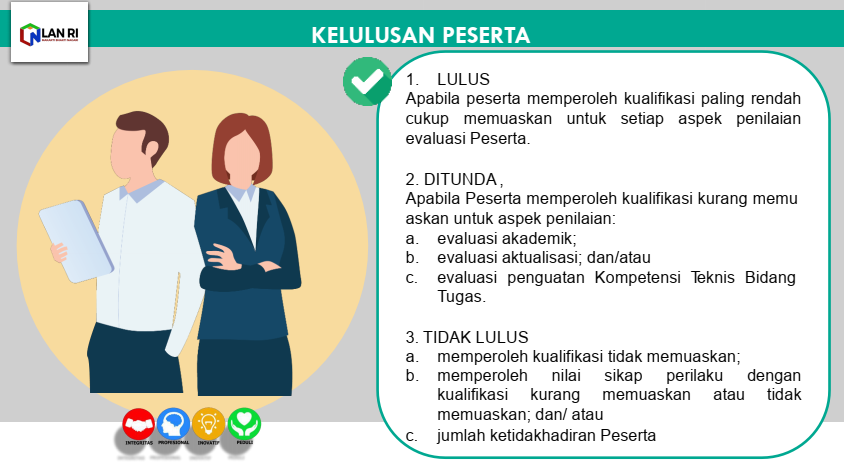 LAN RI
KELULUSAN PESERTA
1. LULUS
Apabila peserta memperoleh kualifikasi paling rendah
cukup memuaskan untuk setiap aspek penilaian
evaluasi Peserta.
2. DITUNDA ,
Apabila Peserta memperoleh kualifikasi kurang memu
askan untuk aspek penilaian:
a. evaluasi akademik;
b. evaluasi aktualisasi; dan/atau
c. evaluasi penguatan Kompetensi Teknis Bidang
Tugas.
3. TIDAK LULUS
a. memperoleh kualifikasi tidak memuaskan;
b. memperoleh nilai sikap perilaku dengan
kualifikasi kurang memuaskan atau tidak
memuaskan; dan/ atau
c. jumlah ketidakhadiran Peserta
INTEGRITAS PROFESIONAL INOVATIF PEDULI